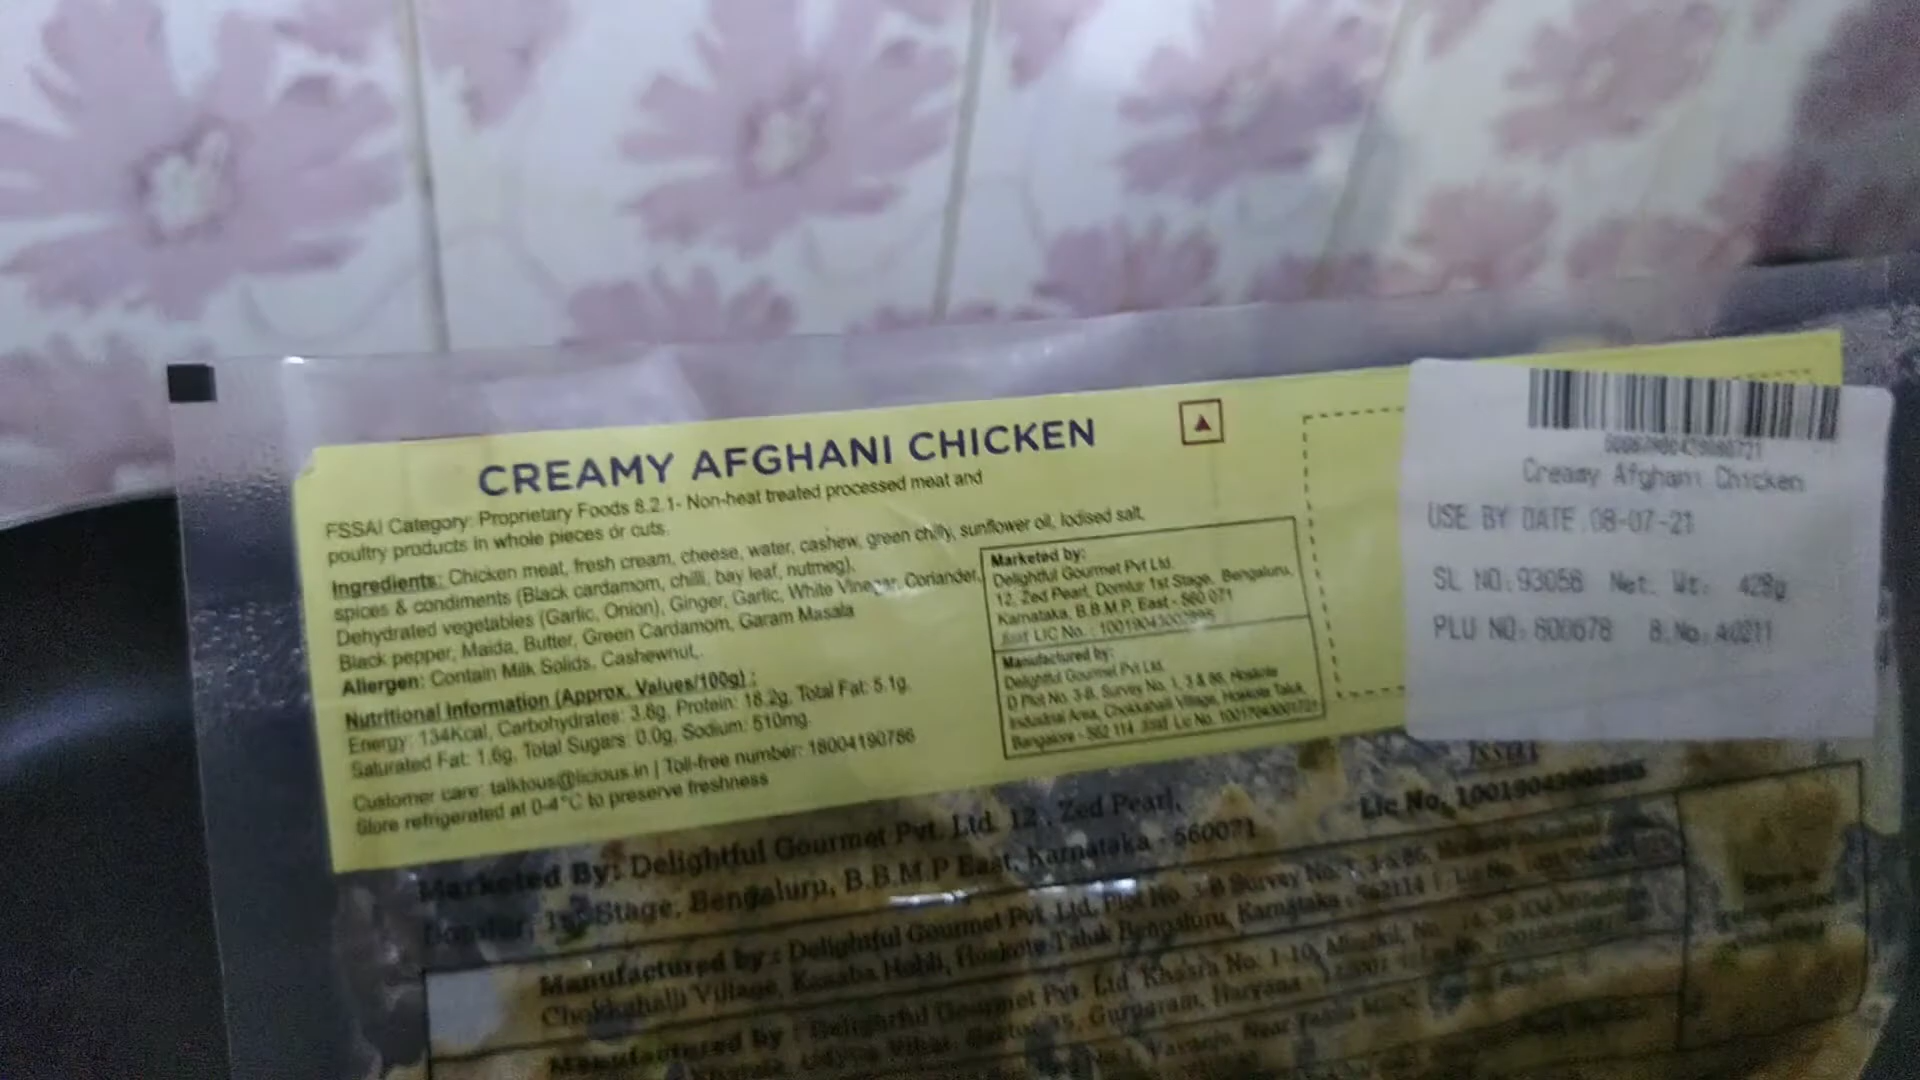 CREAMY AFGHANI CHICKEN
FSSAI Category: Proprietary Foods 8.2.1- Non-heat treated processed meat and
poultry products in whole pieces or cuts.
Ingredients: Chicken meat, fresh cream, cheese, water, cashew, green chilly, sunflower oil, Iodised salt,
spices & condiments (Black cardamom, chilli, bay leaf, nutmeg),
Dehydrated vegetables (Garlic, Onion), Ginger, Garlic, White Vinegar, Coriander,
Black pepper, Maida, Butter, Green Cardamom, Garam Masala
Allergen: Contain Milk Solids, Cashewnut,
Nutritional Information (Approx. Values/100g) :
Energy: 134Kcal, Carbohydrates: 3.8g, Protein: 18.2g, Total Fat: 5.1g,
Saturated Fat: 1.6g, Total Sugars: 0.0g, Sodium: 510mg.
Customer care: talktous@licious.in | Toll-free number: 18004190786
Store refrigerated at 0-4°C to preserve freshness
Marketed by:
Delightful Gourmet Pvt Ltd.
12, Zed Pearl, Domlur 1st Stage, Bengaluru,
Karnataka, B.B.M.P, East - 560 071
LIC No. :
Manufactured by:
Delightful Gourmet Pvt Ltd.
D Plot No. 3-B, Survey No. 1, 3 & 86, Hoskote
Industrial Area, Chokkahalli Village, Hoskote Taluk,
Bangalore - 562 114 Lic No.
Creamy Afghani Chicken
USE BY DATE 08-07-21
SL NO: 93056 Net. Wt. 428g
PLU NO: 600678 B.No. A0211
Marketed By: Delightful Gourmet Pvt. Ltd. 12, Zed Pearl,
1st Stage, Bengalurp, B.B.M.P East, Karnataka - 560071
Lic No.
Manufactured by : Delightful Gourmet Pvt. Ltd. Plot No. 3-B Survey No. 1, 3 & 86,
Chokkahalli Village, Kasaba Hobli, Hoskote Taluk Bengaluru, Karnataka - 562114
Manufactured by : Delightful Gourmet Pvt. Ltd. Khasra No. 1-10,
Gurugram, Haryana